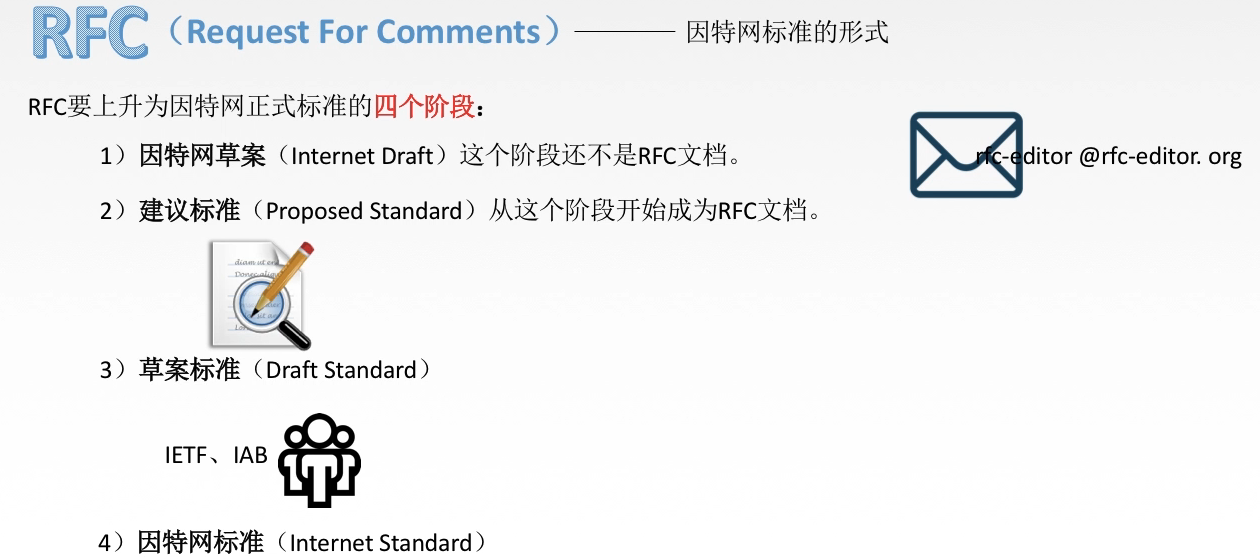 RFC（Request For Comments）——— 因特网标准的形式
RFC要上升为因特网正式标准的四个阶段：
1）因特网草案（Internet Draft）这个阶段还不是RFC文档。
rfc-editor @rfc-editor. org
2）建议标准（Proposed Standard）从这个阶段开始成为RFC文档。
diam ut en
3）草案标准（Draft Standard）
IETF、IAB
4）因特网标准（Internet Standard）